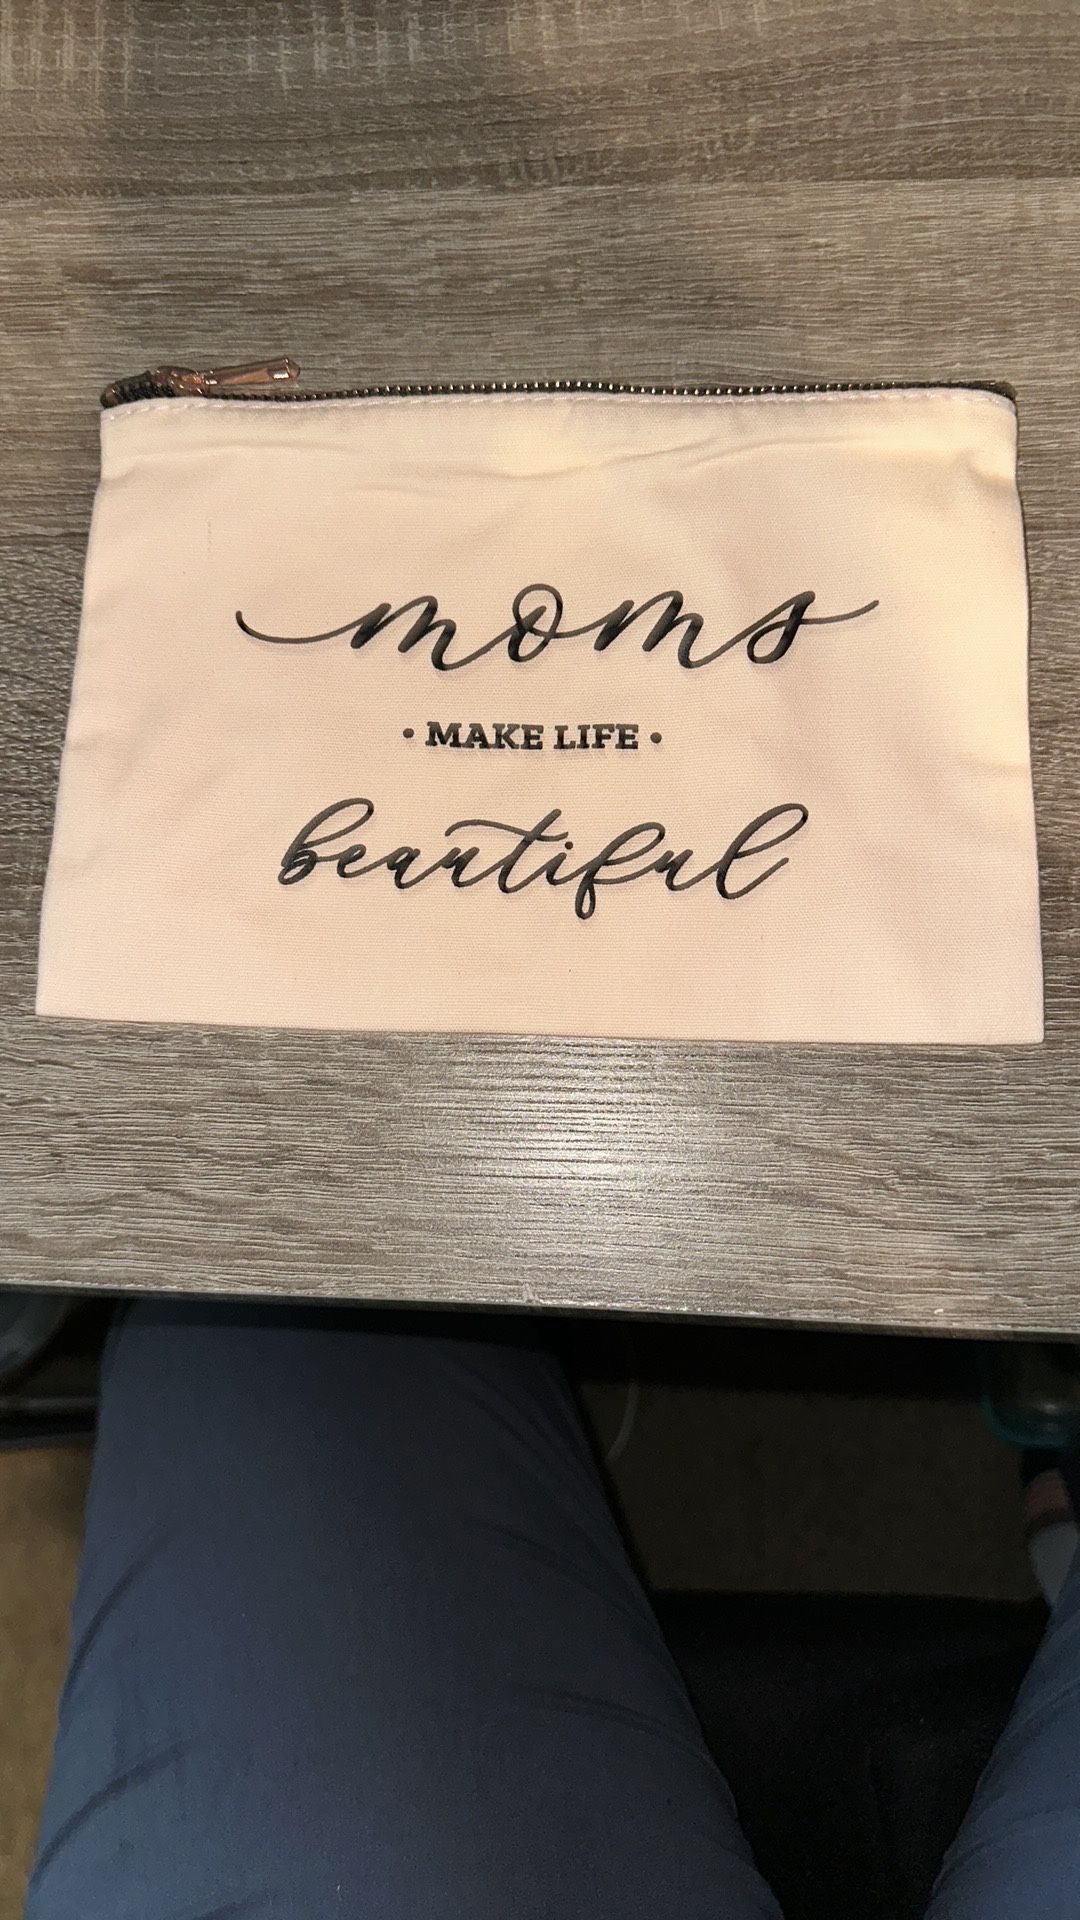 moms
• MAKE LIFE •
beautiful